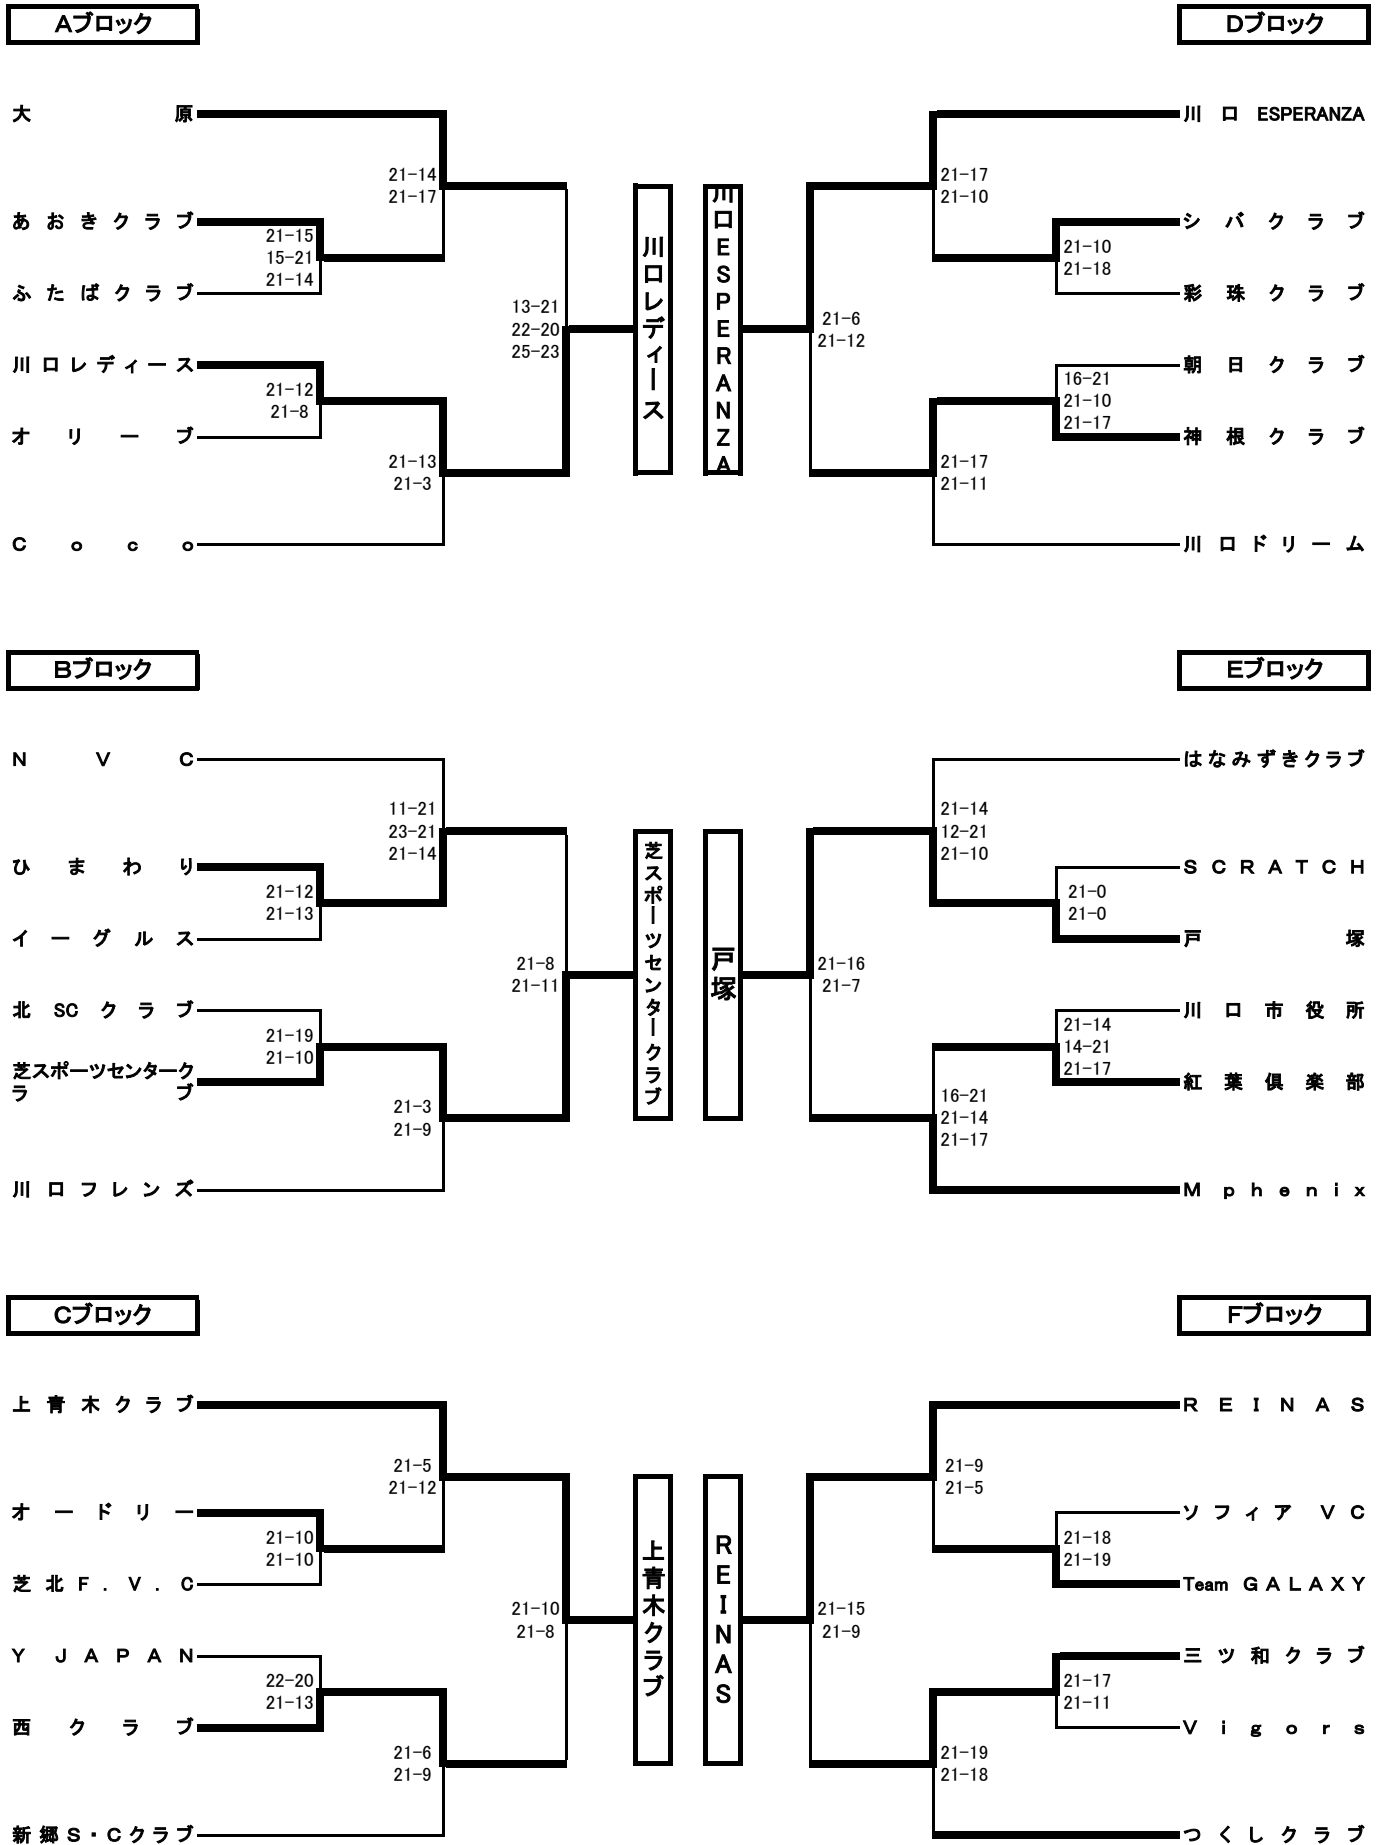 Aブロック
大原
あおきクラブ
ふたばクラブ
川口レディース
オリーブ
Coco
21-15
15-21
21-14
21-12
21-8
21-14
21-17
21-13
21-3
13-21
22-20
25-23
川口レディース
Dブロック
川口 ESPERANZA
シバクラブ
彩珠クラブ
朝日クラブ
神根クラブ
川口ドリーム
21-10
21-18
16-21
21-10
21-17
21-17
21-10
21-17
21-11
21-6
21-12
川口ESPERANZA
Bブロック
NVC
ひまわり
イーグルス
北SCクラブ
芝スポーツセンターク
ラブ
川口フレンズ
21-12
21-13
21-19
21-10
11-21
23-21
21-14
21-3
21-9
21-8
21-11
芝スポーツセンタークラブ
Eブロック
はなみずきクラブ
SCRATCH
戸塚
川口市役所
紅葉倶楽部
Mphenix
21-0
21-0
21-14
14-21
21-17
21-14
12-21
21-10
16-21
21-14
21-17
21-16
21-7
戸塚
Cブロック
上青木クラブ
オードリー
芝北F.V.C
Y JAPAN
西クラブ
新郷S・Cクラブ
21-10
21-10
22-20
21-13
21-5
21-12
21-6
21-9
21-10
21-8
上青木クラブ
Fブロック
REINAS
ソフィアVC
Team GALAXY
三ツ和クラブ
Vigors
つくしクラブ
21-18
21-19
21-17
21-11
21-9
21-5
21-19
21-18
21-15
21-9
REINAS